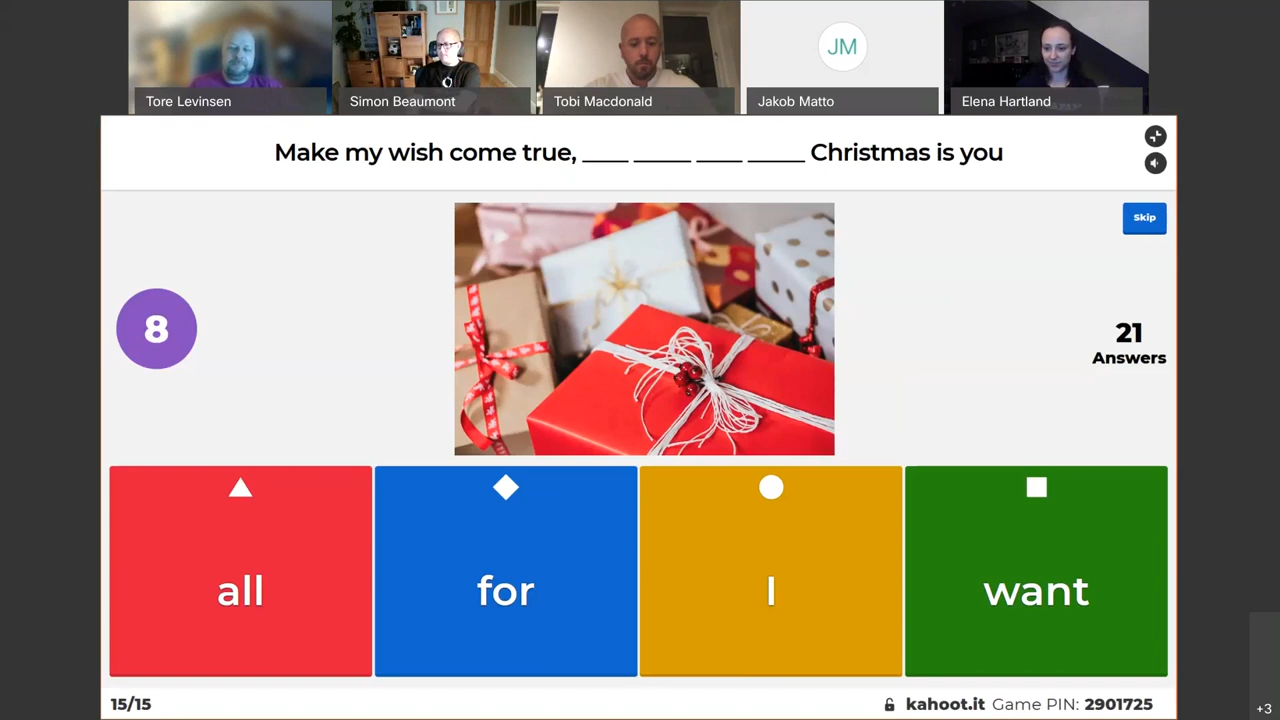 Tore Levinsen
Simon Beaumont
Tobi Macdonald
JM
Jakob Matto
Elena Hartland
Make my wish come true, ____ _____ ____ _____ Christmas is you
Skip
8
21
Answers
all
for
I
want
15/15
kahoot.it Game PIN: 2901725
+3